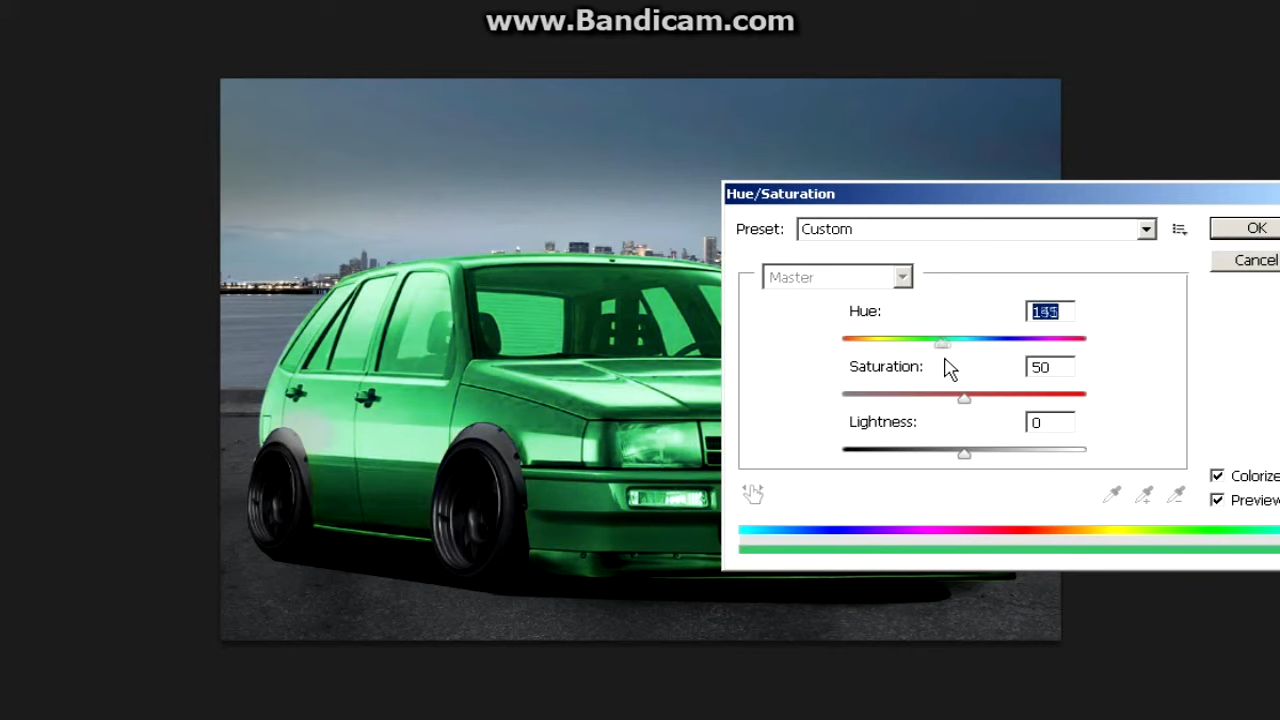 www.Bandicam.com
Hue/Saturation
Preset: Custom
OK
Cancel
Master
Hue: 145
Saturation: 50
Lightness: 0
Colorize
Preview